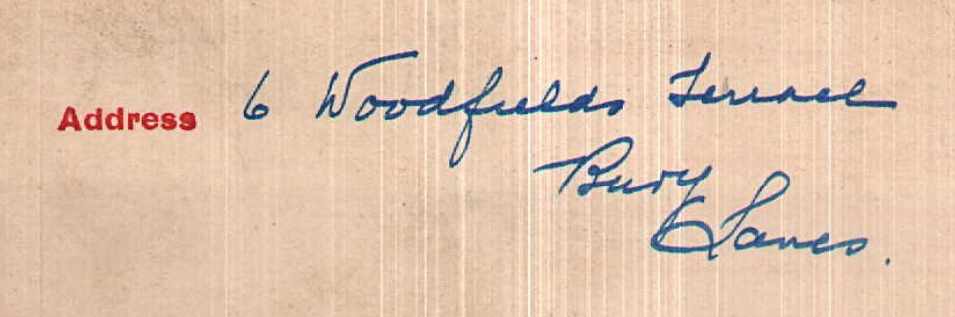 Address 6 Woodfields Terrace
Bury
Lancs.